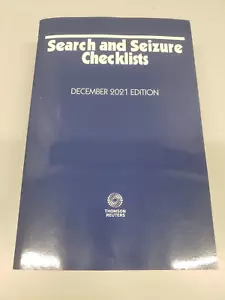 Search and Seizure
Checklists
DECEMBER 2021 EDITION
THOMSON
REUTERS